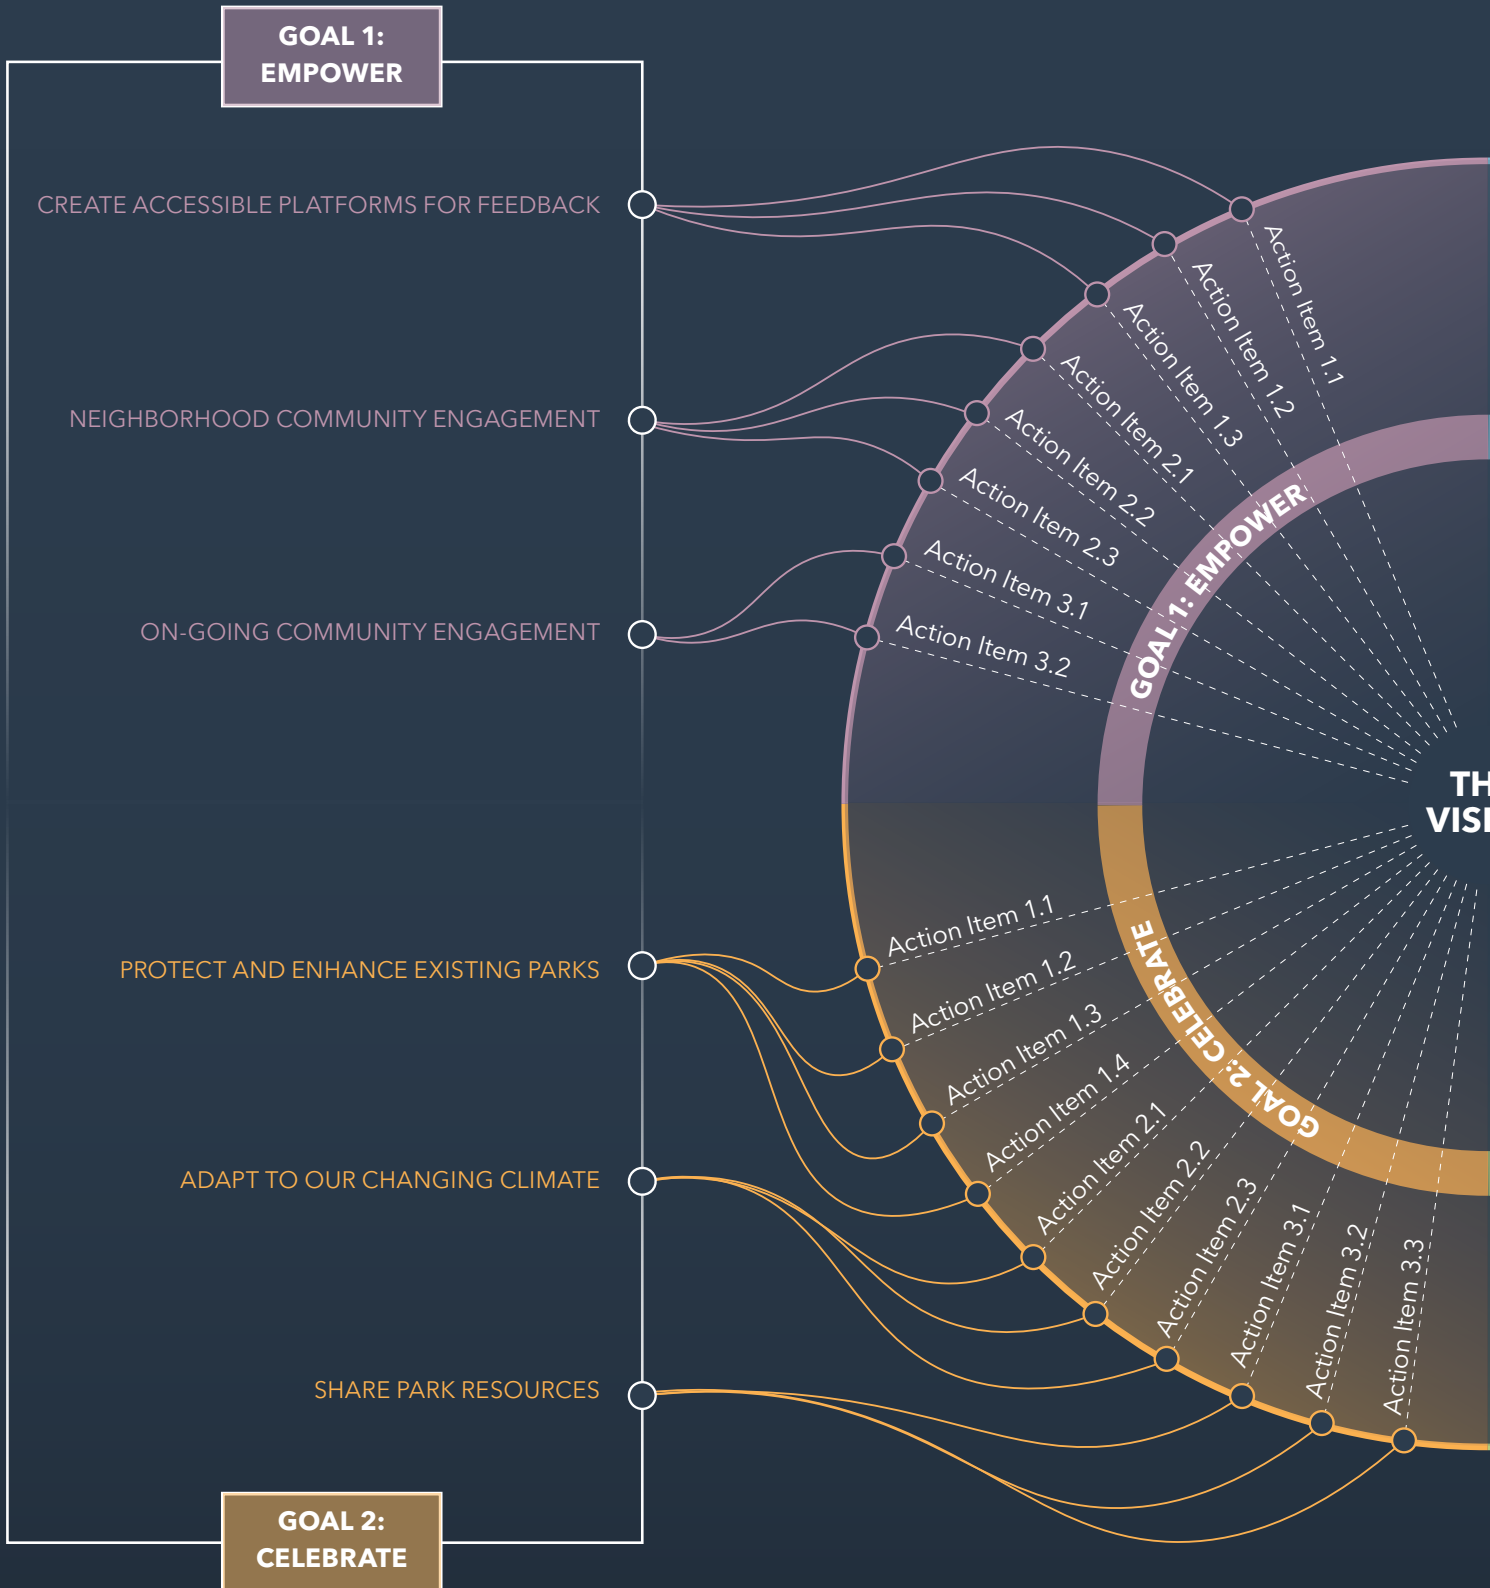 GOAL 1:
EMPOWER
CREATE ACCESSIBLE PLATFORMS FOR FEEDBACK
NEIGHBORHOOD COMMUNITY ENGAGEMENT
ON-GOING COMMUNITY ENGAGEMENT
PROTECT AND ENHANCE EXISTING PARKS
ADAPT TO OUR CHANGING CLIMATE
SHARE PARK RESOURCES
GOAL 2:
CELEBRATE
Action Item 1.1
Action Item 1.2
Action Item 1.3
Action Item 2.1
Action Item 2.2
Action Item 2.3
Action Item 3.1
Action Item 3.2
GOAL 1: EMPOWER
TH
VISI
Action Item 1.1
Action Item 1.2
Action Item 1.3
Action Item 1.4
Action Item 2.1
Action Item 2.2
Action Item 2.3
Action Item 3.1
Action Item 3.2
Action Item 3.3
GOAL 2: CELEBRATE